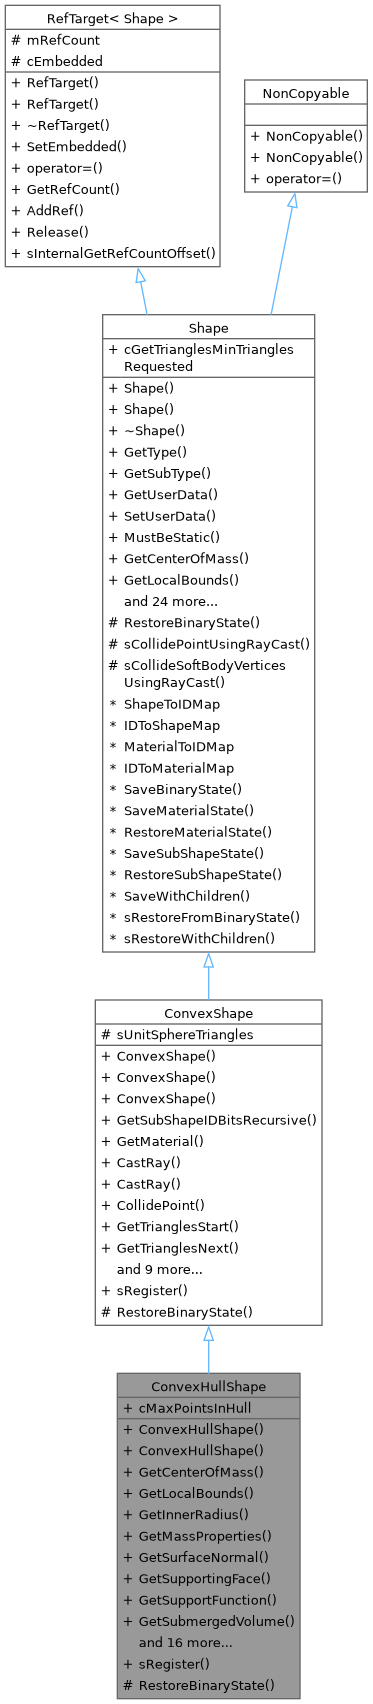 RefTarget< Shape >
# mRefCount
# cEmbedded
+ RefTarget()
+ RefTarget()
+ ~RefTarget()
+ SetEmbedded()
+ operator=()
+ GetRefCount()
+ AddRef()
+ Release()
+ sInternalGetRefCountOffset()
NonCopyable
+ NonCopyable()
+ NonCopyable()
+ operator=()
Shape
+ cGetTrianglesMinTriangles
Requested
+ Shape()
+ Shape()
+ ~Shape()
+ GetType()
+ GetSubType()
+ GetUserData()
+ SetUserData()
+ MustBeStatic()
+ GetCenterOfMass()
+ GetLocalBounds()
and 24 more...
# RestoreBinaryState()
# sCollidePointUsingRayCast()
# sCollideSoftBodyVertices
UsingRayCast()
* ShapeToIDMap
* IDToShapeMap
* MaterialToIDMap
* IDToMaterialMap
* SaveBinaryState()
* SaveMaterialState()
* RestoreMaterialState()
* SaveSubShapeState()
* RestoreSubShapeState()
* SaveWithChildren()
* sRestoreFromBinaryState()
* sRestoreWithChildren()
ConvexShape
# sUnitSphereTriangles
+ ConvexShape()
+ ConvexShape()
+ ConvexShape()
+ GetSubShapeIDBitsRecursive()
+ GetMaterial()
+ CastRay()
+ CastRay()
+ CollidePoint()
+ GetTrianglesStart()
+ GetTrianglesNext()
and 9 more...
+ sRegister()
# RestoreBinaryState()
ConvexHullShape
+ cMaxPointsInHull
+ ConvexHullShape()
+ ConvexHullShape()
+ GetCenterOfMass()
+ GetLocalBounds()
+ GetInnerRadius()
+ GetMassProperties()
+ GetSurfaceNormal()
+ GetSupportingFace()
+ GetSupportFunction()
+ GetSubmergedVolume()
and 16 more...
+ sRegister()
# RestoreBinaryState()